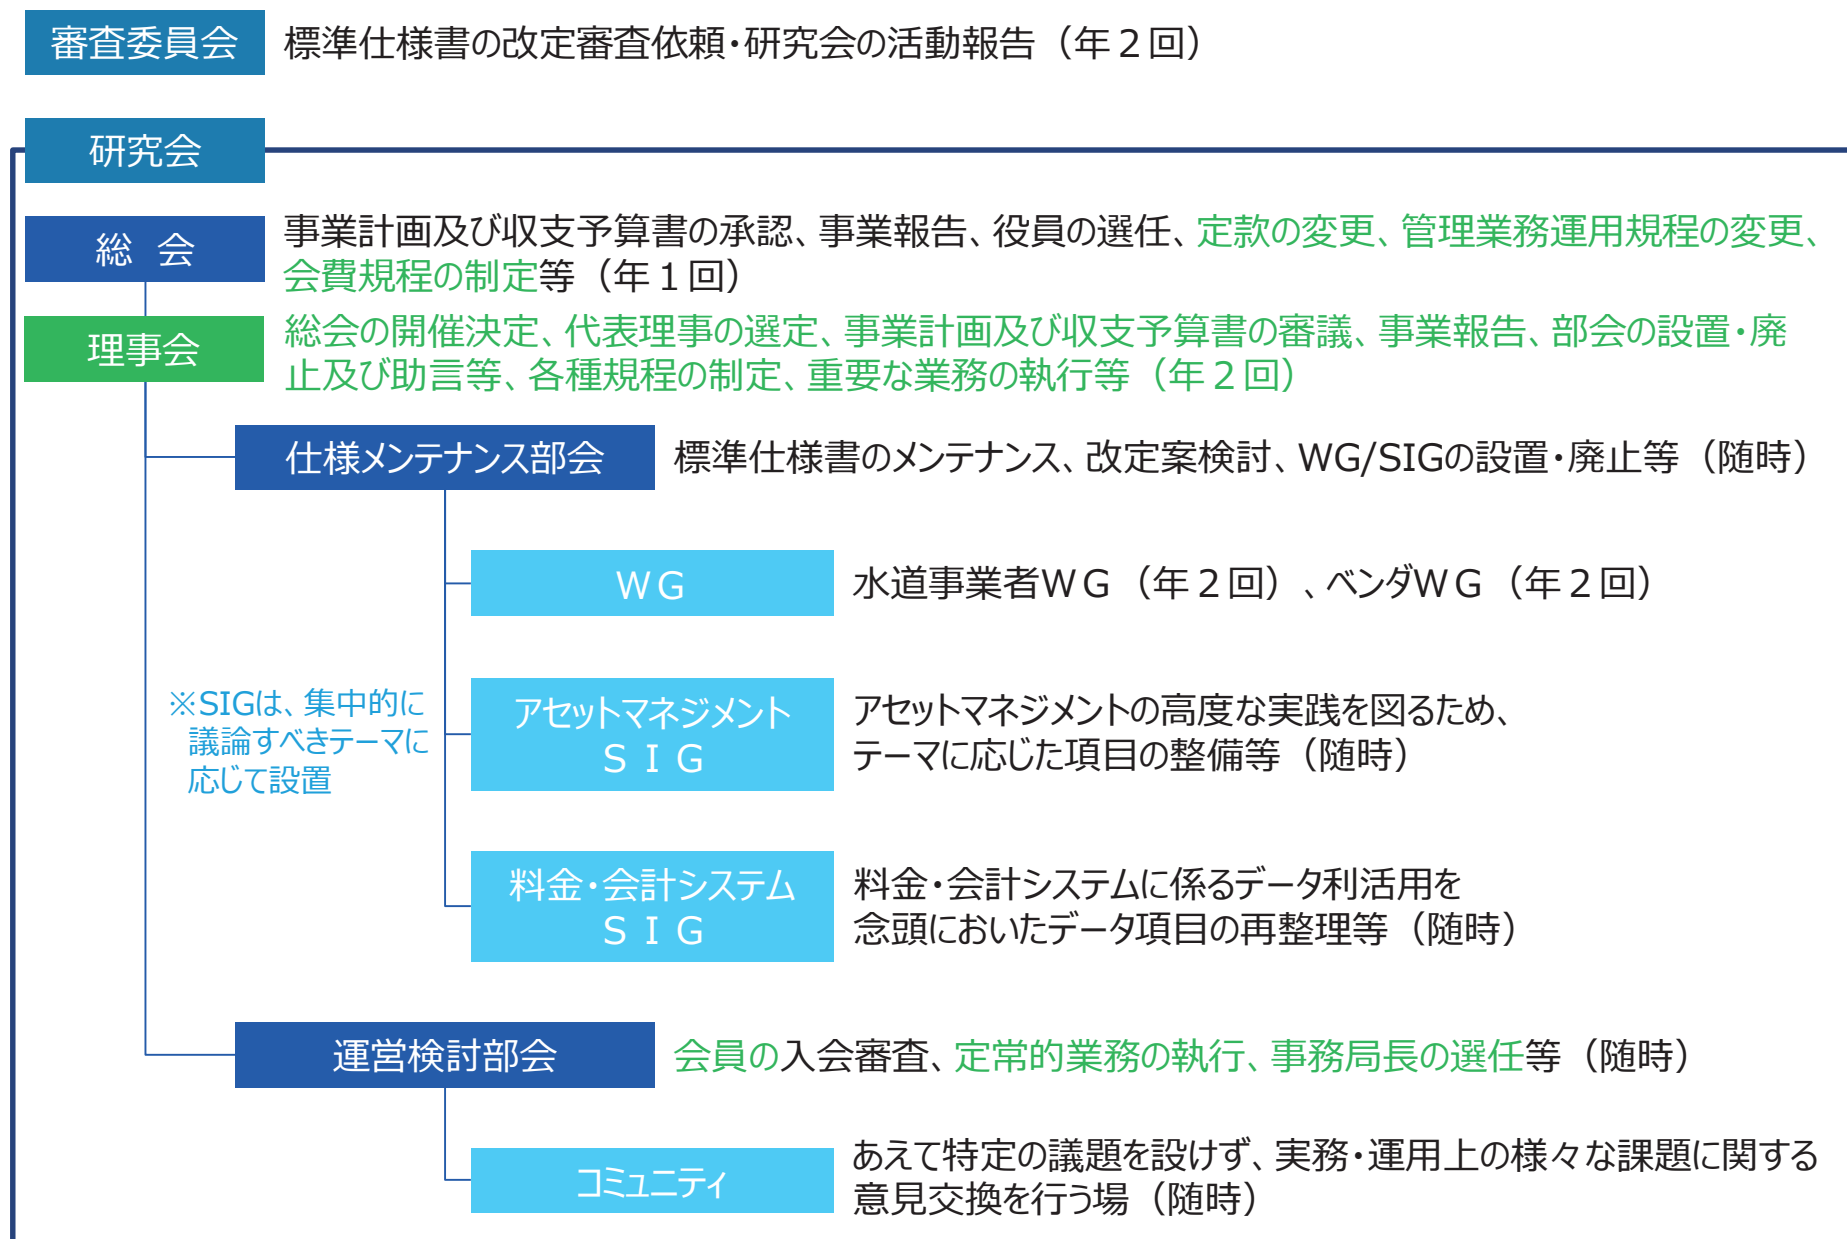 審査委員会
標準仕様書の改定審査依頼・研究会の活動報告（年２回）
研究会
総 会
事業計画及び収支予算書の承認、事業報告、役員の選任、定款の変更、管理業務運用規程の変更、
会費規程の制定等（年１回）
理事会
総会の開催決定、代表理事の選定、事業計画及び収支予算書の審議、事業報告、部会の設置・廃
止及び助言等、各種規程の制定、重要な業務の執行等（年２回）
仕様メンテナンス部会
標準仕様書のメンテナンス、改定案検討、WG/SIGの設置・廃止等（随時）
ＷＧ
水道事業者ＷＧ（年２回）、ベンダＷＧ（年２回）
※SIGは、集中的に
議論すべきテーマに
応じて設置
アセットマネジメント
ＳＩＧ
アセットマネジメントの高度な実践を図るため、
テーマに応じた項目の整備等（随時）
料金・会計システム
ＳＩＧ
料金・会計システムに係るデータ利活用を
念頭においたデータ項目の再整理等（随時）
運営検討部会
会員の入会審査、定常的業務の執行、事務局長の選任等（随時）
コミュニティ
あえて特定の議題を設けず、実務・運用上の様々な課題に関する
意見交換を行う場（随時）